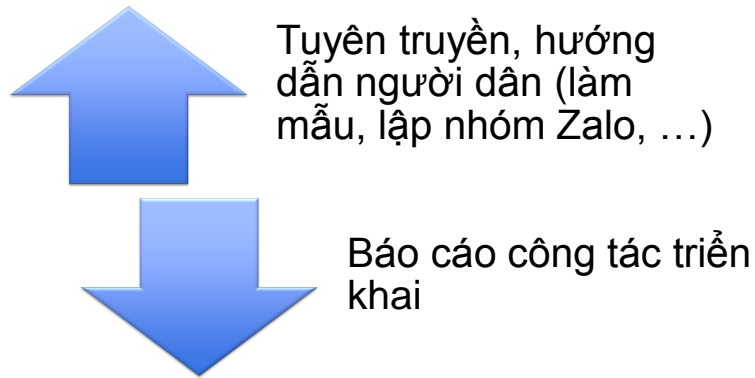 Tuyên truyền, hướng
dẫn người dân (làm
mẫu, lập nhóm Zalo, …)
Báo cáo công tác triển
khai